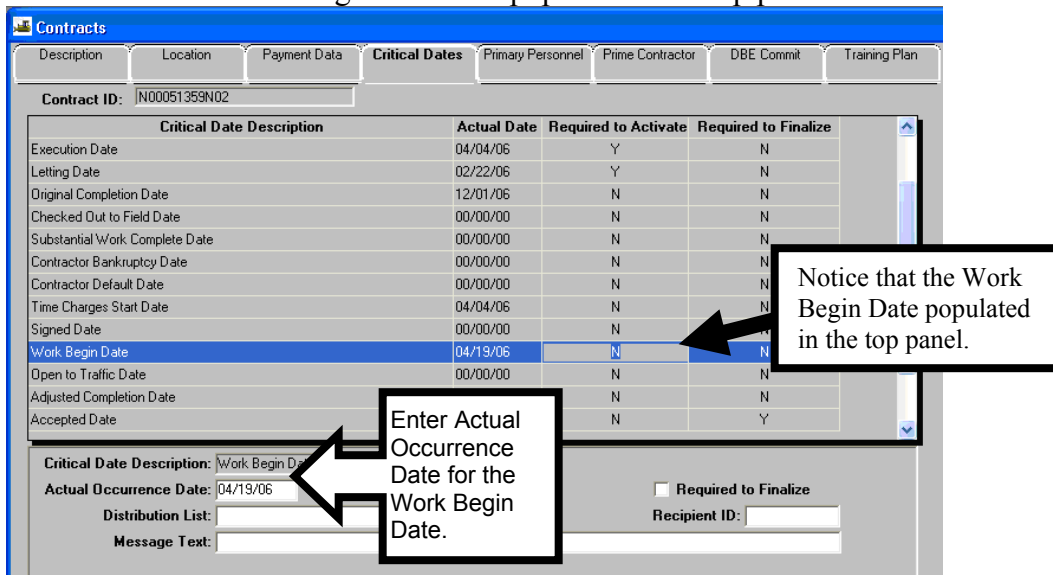 Contracts
Description Location Payment Data Critical Dates Primary Personnel Prime Contractor DBE Commit Training Plan
Contract ID: N00051359N02
Critical Date Description Actual Date Required to Activate Required to Finalize
Execution Date 04/04/06 Y N
Letting Date 02/22/06 Y N
Original Completion Date 12/01/06 N N
Checked Out to Field Date 00/00/00 N N
Substantial Work Complete Date 00/00/00 N N
Contractor Bankruptcy Date 00/00/00 N N
Contractor Default Date 00/00/00 N N
Time Charges Start Date 04/04/06 N
Signed Date 00/00/00 N
Work Begin Date 04/19/06 N N
Open to Traffic Date 00/00/00 N N
Adjusted Completion Date N N
Accepted Date N Y
Notice that the Work
Begin Date populated
in the top panel.
Enter Actual
Occurrence
Date for the
Work Begin
Date.
Critical Date Description: Work Begin
Actual Occurrence Date: 04/19/06 Required to Finalize
Distribution List: Recipient ID:
Message Text: